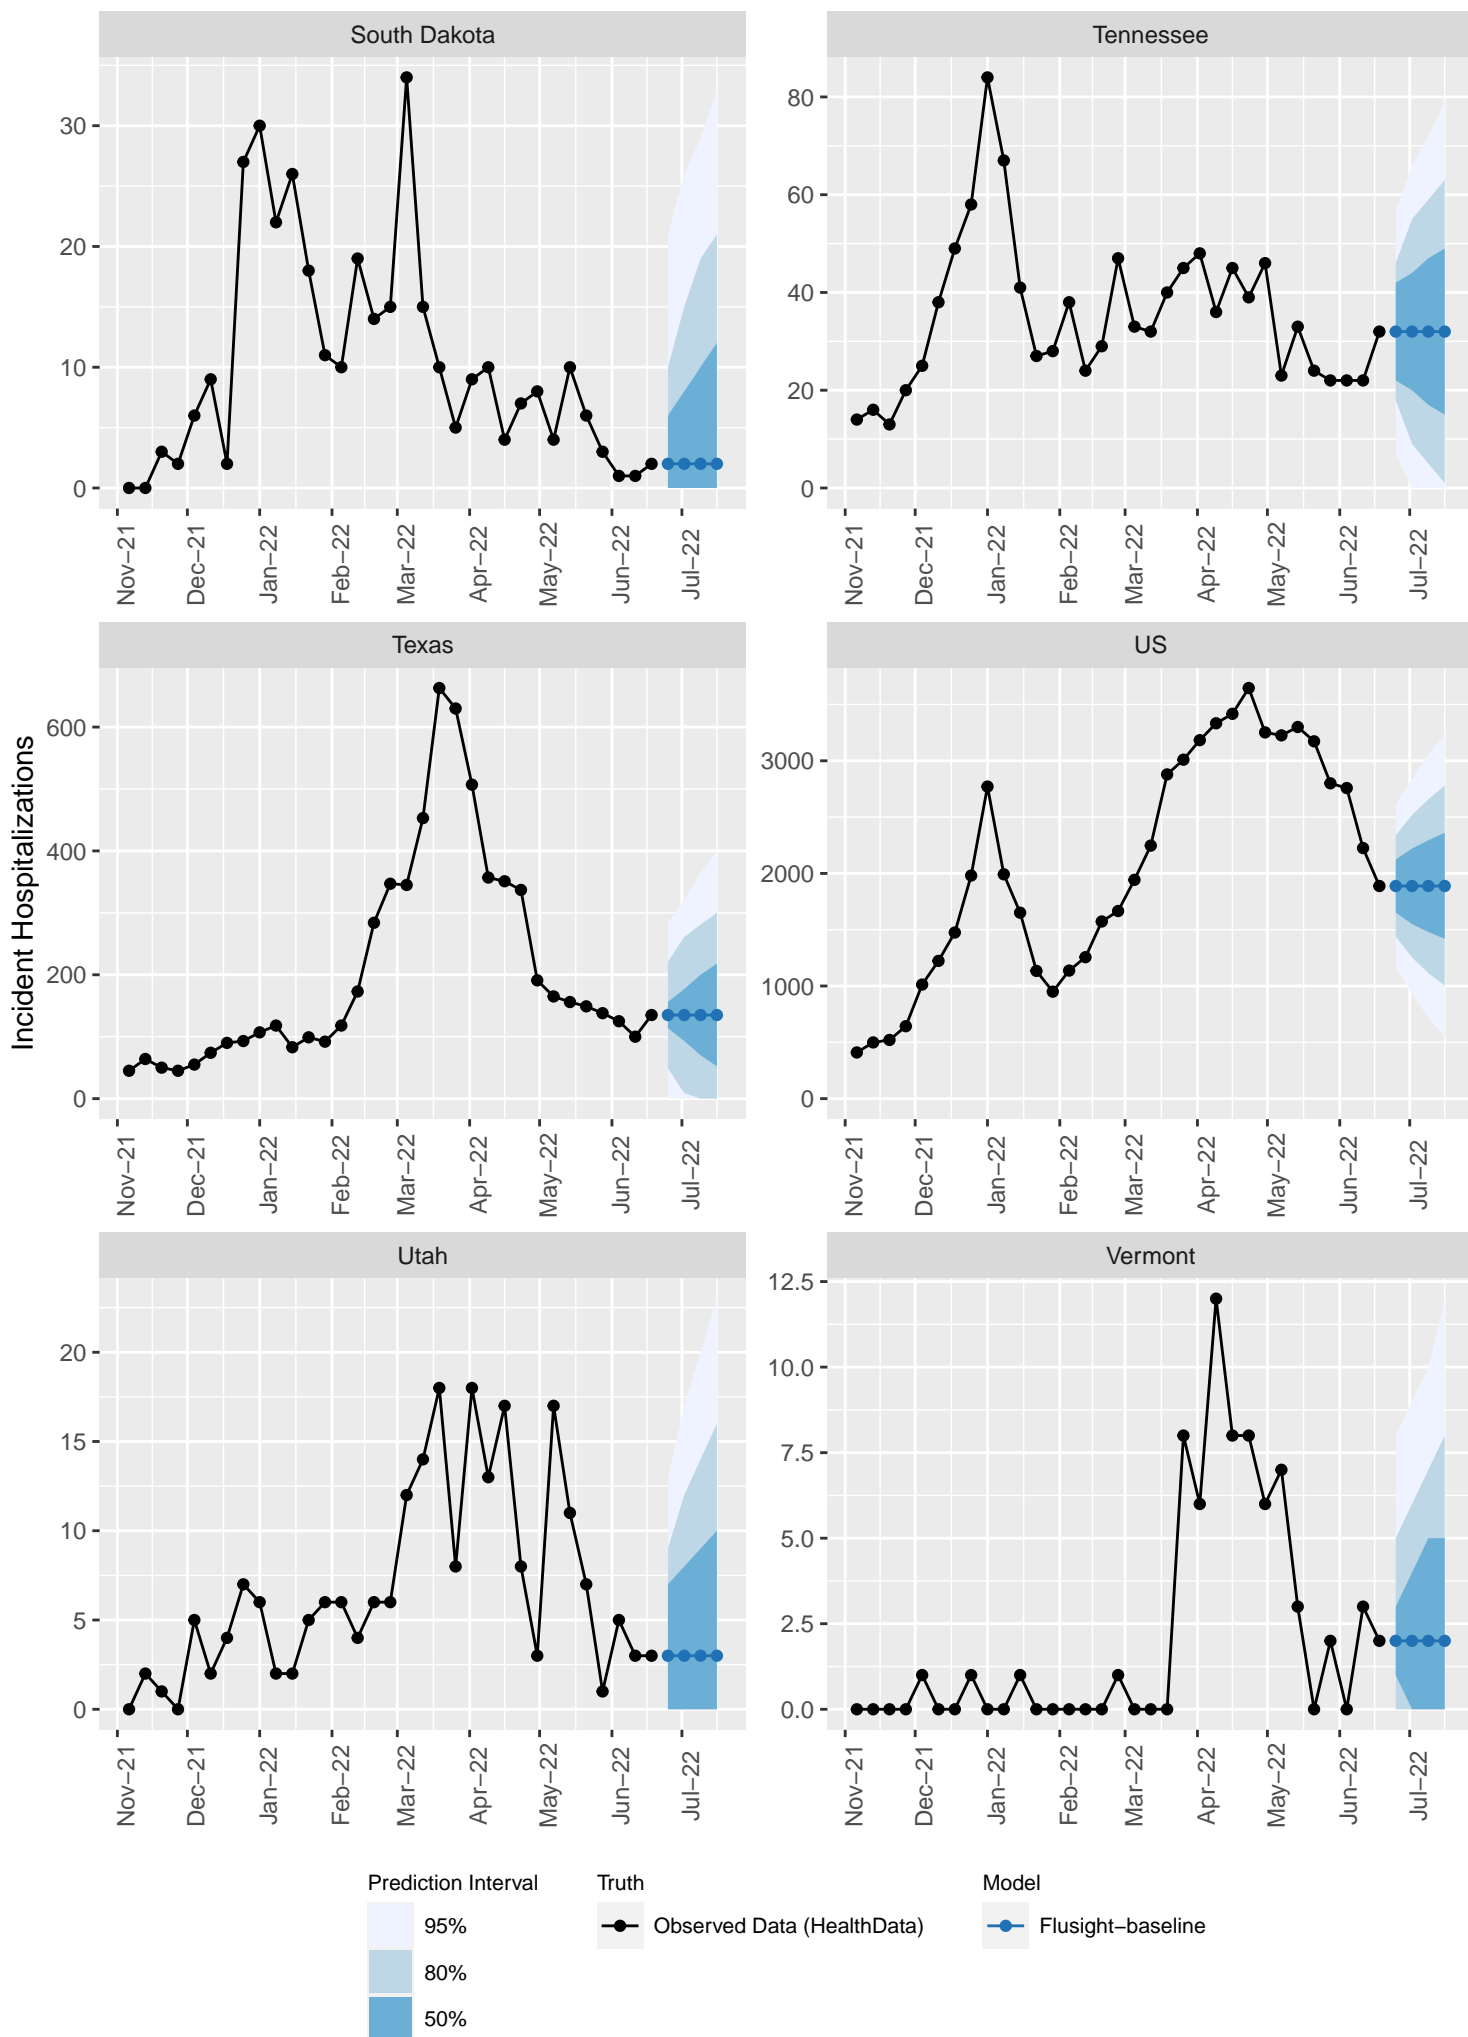 South Dakota
Tennessee
30
20
10
0
80
60
40
20
0
Nov−21 Dec−21 Jan−22 Feb−22 Mar−22 Apr−22 May−22 Jun−22 Jul−22
Nov−21 Dec−21 Jan−22 Feb−22 Mar−22 Apr−22 May−22 Jun−22 Jul−22
Incident Hospitalizations
Texas
US
600
400
200
0
3000
2000
1000
0
Nov−21 Dec−21 Jan−22 Feb−22 Mar−22 Apr−22 May−22 Jun−22 Jul−22
Nov−21 Dec−21 Jan−22 Feb−22 Mar−22 Apr−22 May−22 Jun−22 Jul−22
Utah
Vermont
20
15
10
5
0
12.5
10.0
7.5
5.0
2.5
0.0
Nov−21 Dec−21 Jan−22 Feb−22 Mar−22 Apr−22 May−22 Jun−22 Jul−22
Nov−21 Dec−21 Jan−22 Feb−22 Mar−22 Apr−22 May−22 Jun−22 Jul−22
Prediction Interval
95%
80%
50%
Truth
Observed Data (HealthData)
Model
Flusight−baseline